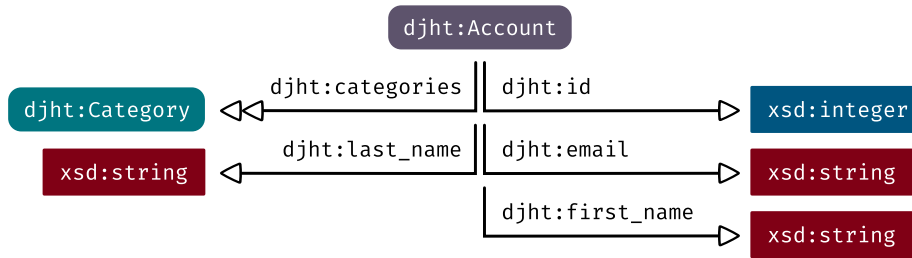 djht:Account
djht:categories djht:id
djht:Category xsd:integer
djht:last_name djht:email
xsd:string xsd:string
djht:first_name
xsd:string